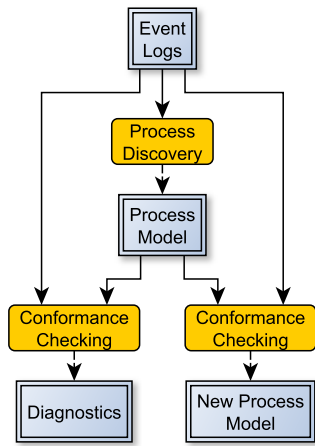 Event
Logs
Process
Discovery
Process
Model
Conformance
Checking
Conformance
Checking
Diagnostics
New Process
Model